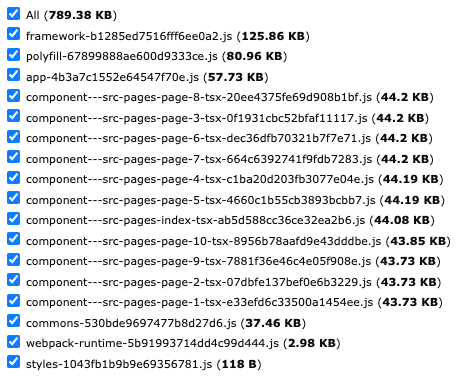 All (789.38 KB)
framework-b1285ed7516fff6ee0a2.js (125.86 KB)
polyfill-67899888ae600d9333ce.js (80.96 KB)
app-4b3a7c1552e64547f70e.js (57.73 KB)
component---src-pages-page-8-tsx-20ee4375fe69d908b1bf.js (44.2 KB)
component---src-pages-page-3-tsx-0f1931cbc52bfaf11117.js (44.2 KB)
component---src-pages-page-6-tsx-dec36dfb70321b7f7e71.js (44.2 KB)
component---src-pages-page-7-tsx-664c6392741f9fdb7283.js (44.2 KB)
component---src-pages-page-4-tsx-c1ba20d203fb3077e04e.js (44.19 KB)
component---src-pages-page-5-tsx-4660c1b55cb3893bcbb7.js (44.19 KB)
component---src-pages-index-tsx-ab5d588cc36ce32ea2b6.js (44.08 KB)
component---src-pages-page-10-tsx-8956b78aafd9e43dddbe.js (43.85 KB)
component---src-pages-page-9-tsx-7881f36e46c4e05f908e.js (43.73 KB)
component---src-pages-page-2-tsx-07dbfe137bef0e6b3229.js (43.73 KB)
component---src-pages-page-1-tsx-e33efd6c33500a1454ee.js (43.73 KB)
commons-530bde9697477b8d27d6.js (37.46 KB)
webpack-runtime-5b91993714dd4c99d444.js (2.98 KB)
styles-1043fb1b9b9e69356781.js (118 B)